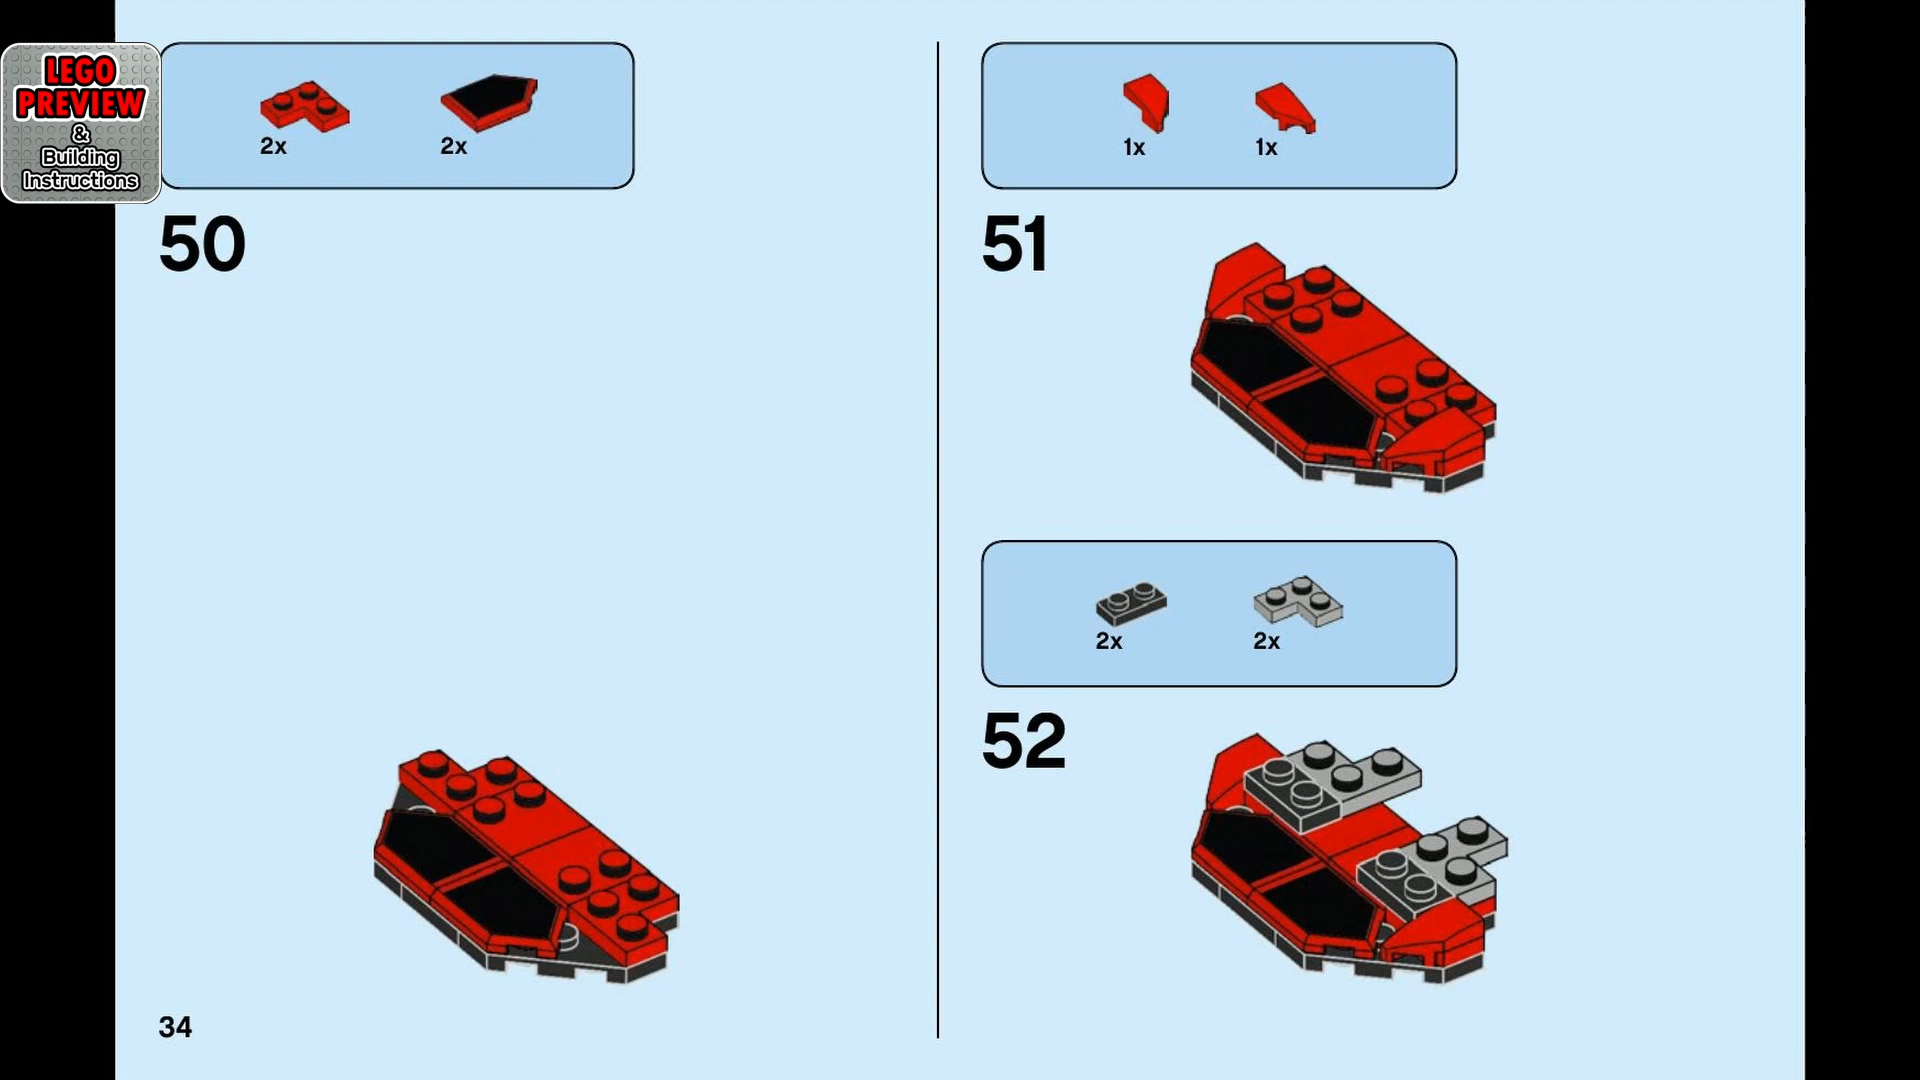 LEGO
PREVIEW
&
Building
Instructions
2x
2x
50
1x
1x
51
2x
2x
52
34